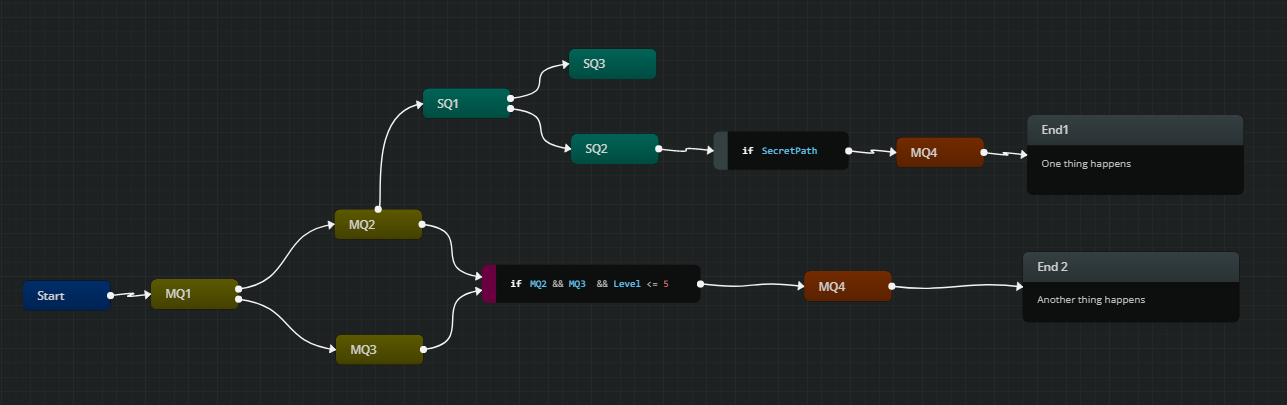 SQ3
SQ1
SQ2
if SecretPath
MQ4
End1
One thing happens
MQ2
Start
MQ1
if MQ2 && MQ3 && Level <= 5
MQ4
End 2
Another thing happens
MQ3